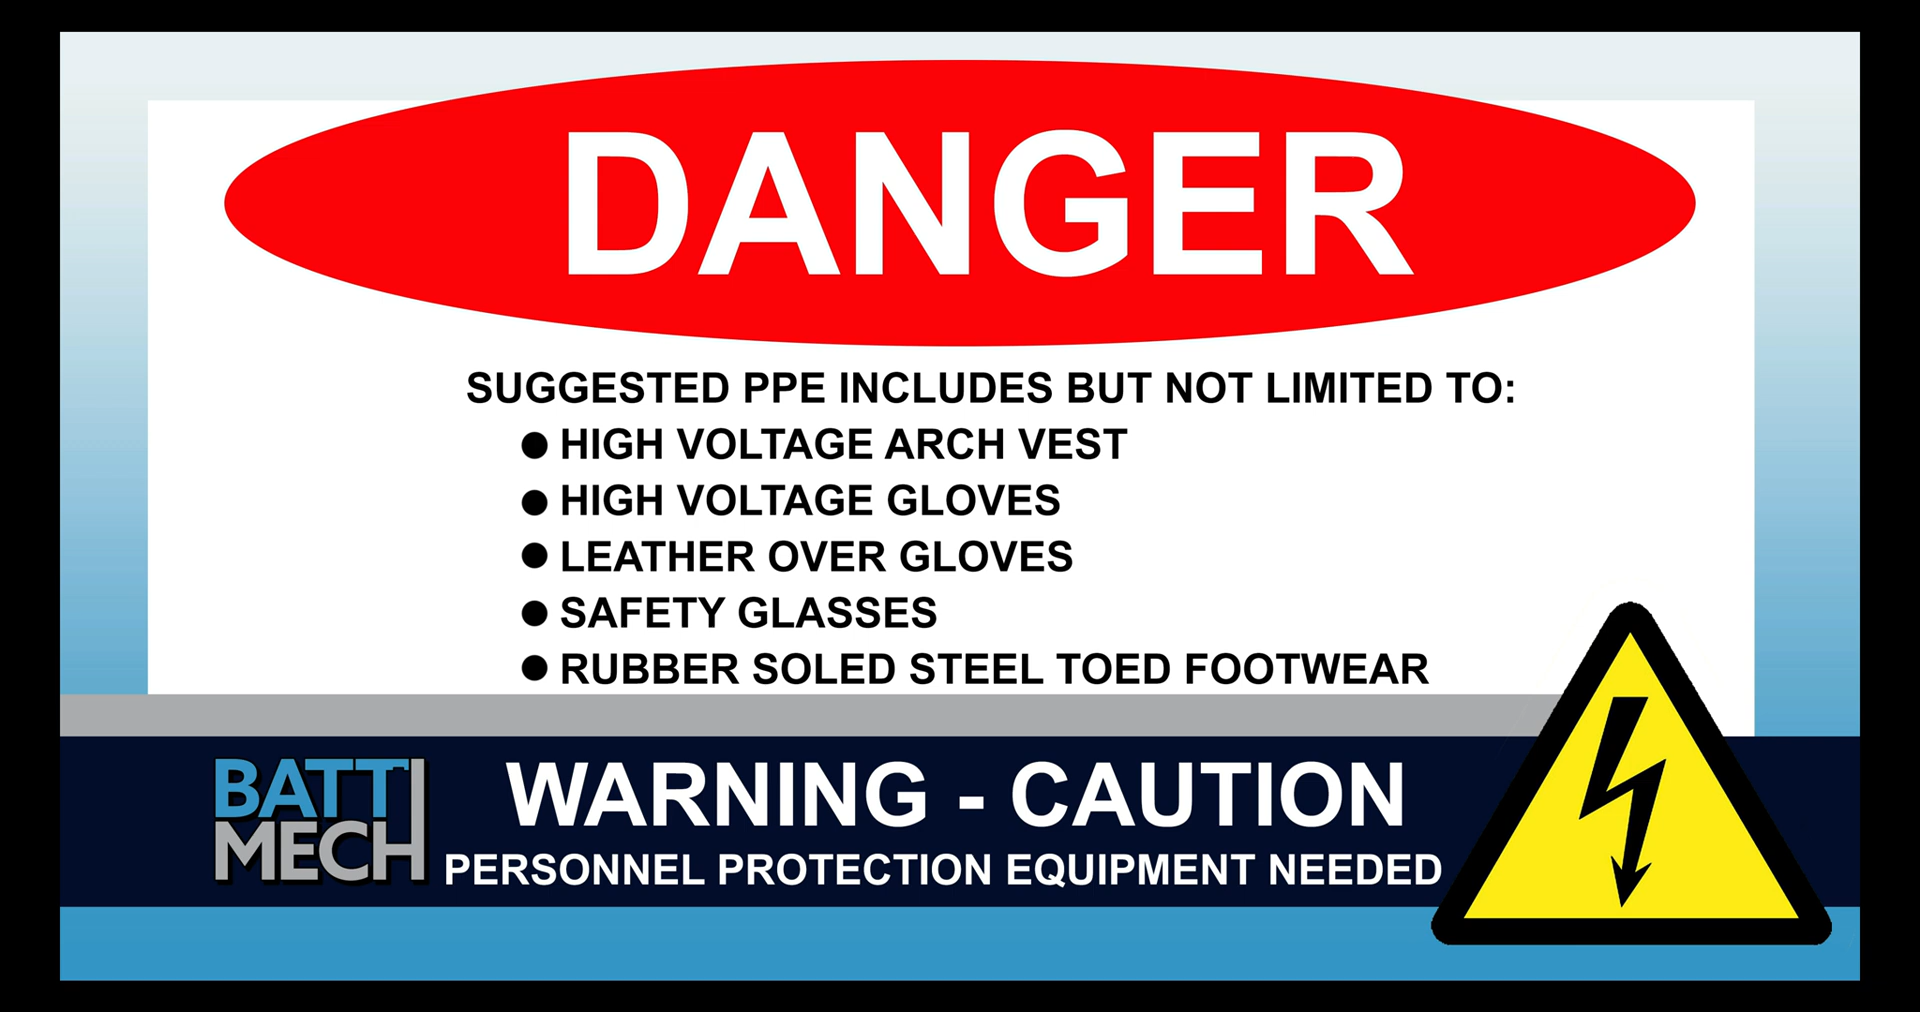 DANGER
SUGGESTED PPE INCLUDES BUT NOT LIMITED TO:
● HIGH VOLTAGE ARCH VEST
● HIGH VOLTAGE GLOVES
● LEATHER OVER GLOVES
● SAFETY GLASSES
● RUBBER SOLED STEEL TOED FOOTWEAR
BATTI
MECH
WARNING - CAUTION
PERSONNEL PROTECTION EQUIPMENT NEEDED